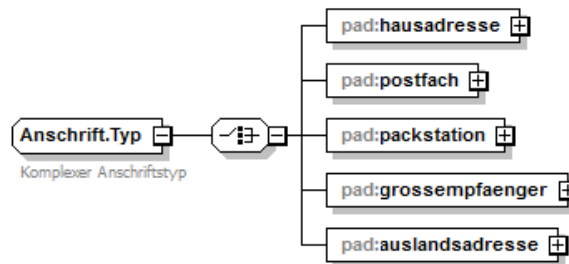 pad:hausadresse
pad:postfach
Anschrift.Typ
pad:packstation
Komplexer Anschriftstyp
pad:grossempfaenger
pad:auslandsadresse